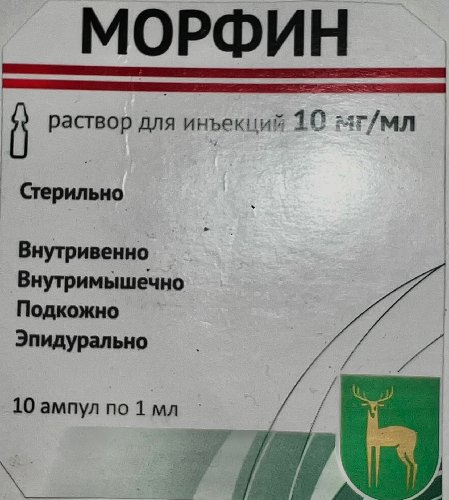 МОРФИН
раствор для инъекций 10 мг/мл
Стерильно
Внутривенно
Внутримышечно
Подкожно
Эпидурально
10 ампул по 1 мл